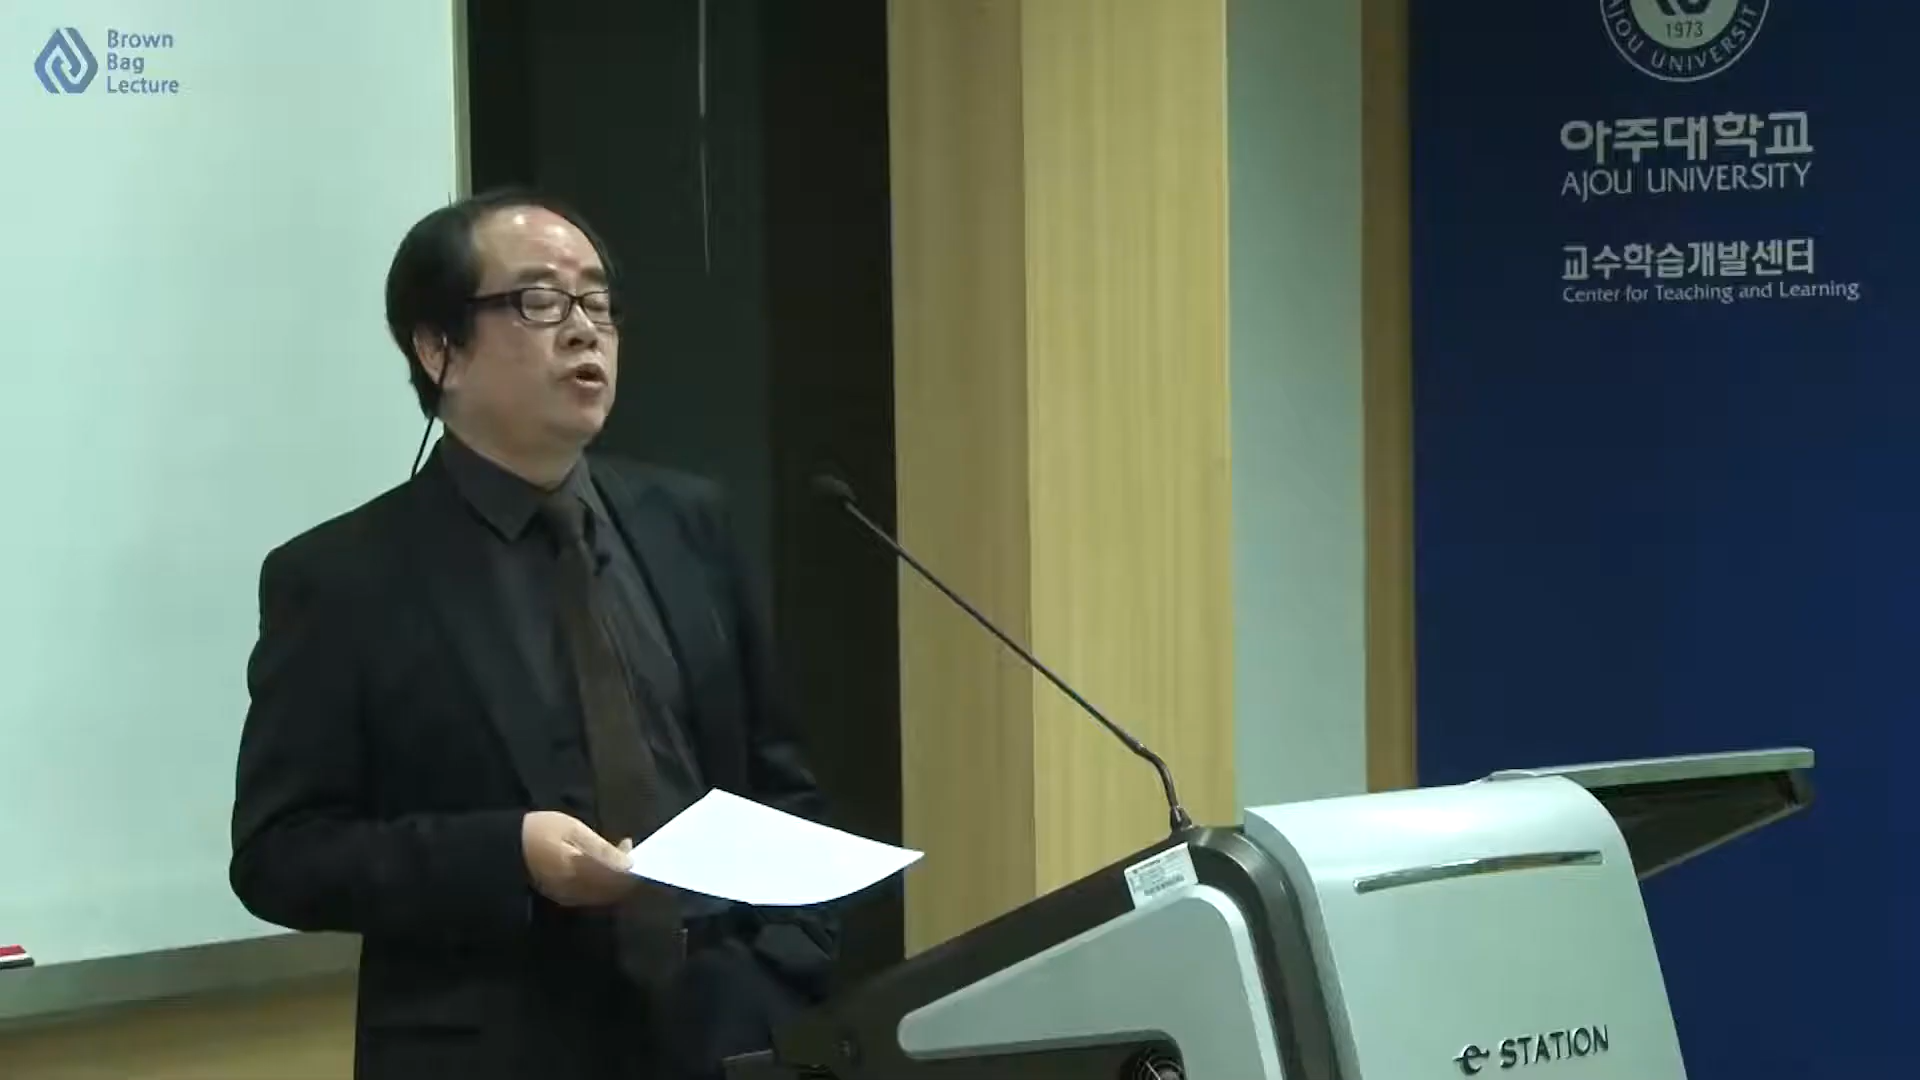 Brown
Bag
Lecture
1973
AJOU UNIVERSITY
아주대학교
AJOU UNIVERSITY
교수학습개발센터
Center for Teaching and Learning
e STATION